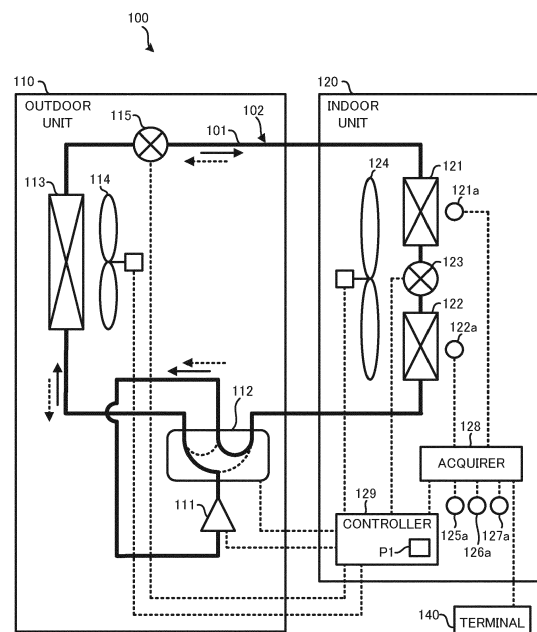 100
110
OUTDOOR
UNIT
115
101
102
120
INDOOR
UNIT
113
114
124
121
121a
123
122
122a
112
128
ACQUIRER
111
129
CONTROLLER
P1
125a
126a
127a
140
TERMINAL